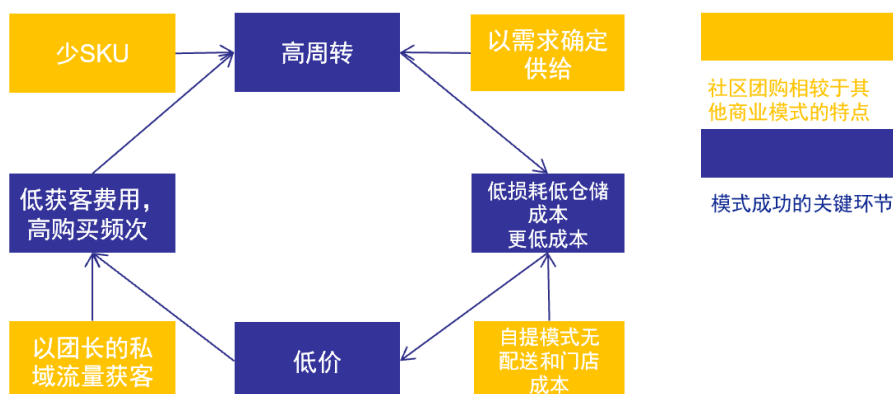 少SKU
高周转
以需求确定
供给
社区团购相较于其
他商业模式的特点
低获客费用,
高购买频次
低损耗低仓储
成本
更低成本
模式成功的关键环节
以团长的私
域流量获客
低价
自提模式无
配送和门店
成本